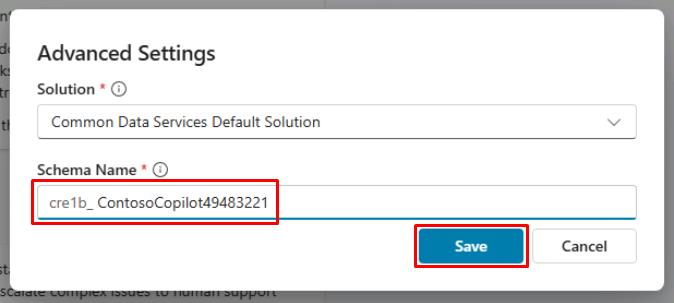 Advanced Settings
Solution *
Common Data Services Default Solution
Schema Name *
cre1b_ ContosoCopilot49483221
Save Cancel
scalate complex issues to human support